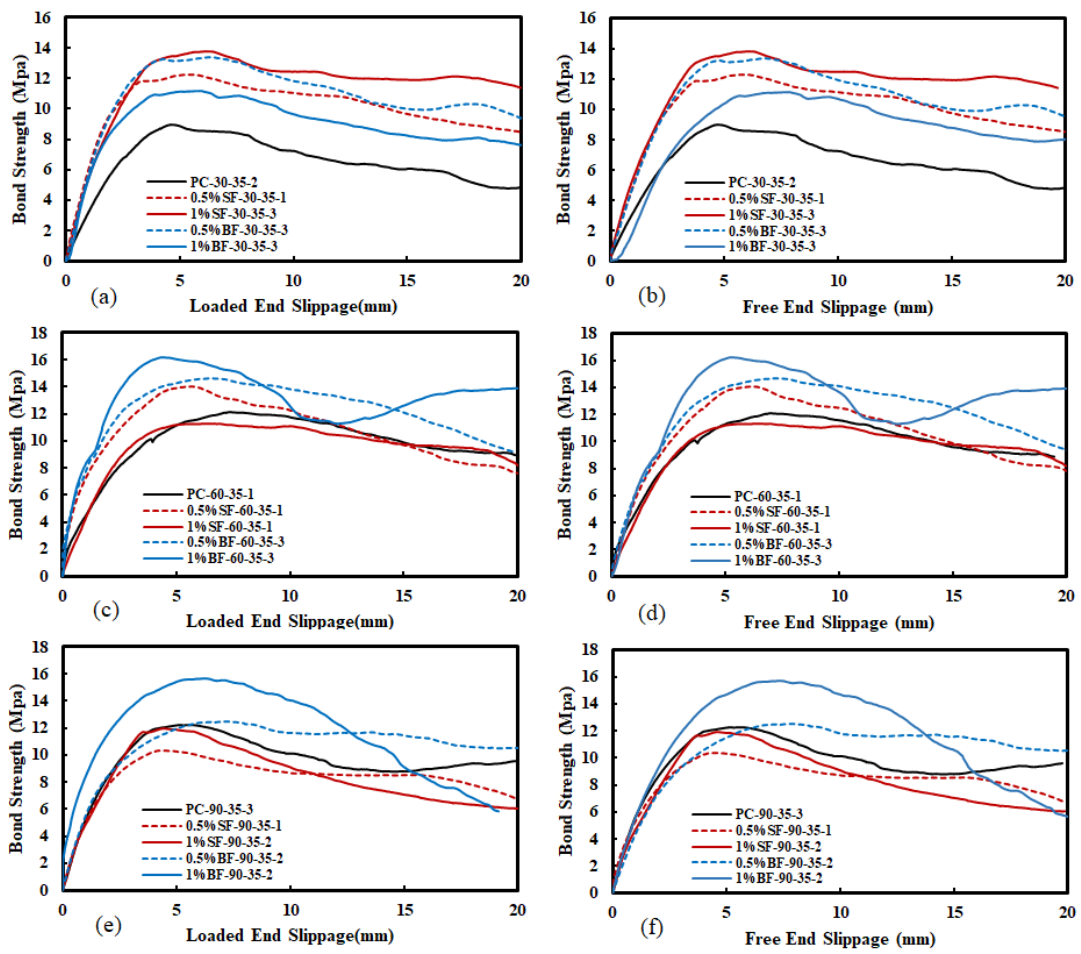 16
14
12
10
8
6
4
2
0
Bond Strength (Mpa)
PC-30-35-2
0.5%SF-30-35-1
1%SF-30-35-3
0.5%BF-30-35-3
1%BF-30-35-3
0 5 10 15 20
(a)
Loaded End Slippage(mm)
16
14
12
10
8
6
4
2
0
Bond Strength (Mpa)
PC-30-35-2
0.5%SF-30-35-1
1%SF-30-35-3
0.5%BF-30-35-3
1%BF-30-35-3
0 5 10 15 20
(b)
Free End Slippage (mm)
18
16
14
12
10
8
6
4
2
0
Bond Strength (Mpa)
PC-60-35-1
0.5%SF-60-35-1
1%SF-60-35-1
0.5%BF-60-35-3
1%BF-60-35-3
0 5 10 15 20
(c)
Loaded End Slippage(mm)
18
16
14
12
10
8
6
4
2
0
Bond Strength (Mpa)
PC-60-35-1
0.5%SF-60-35-1
1%SF-60-35-1
0.5%BF-60-35-3
1%BF-60-35-3
0 5 10 15 20
(d)
Free End Slippage (mm)
18
16
14
12
10
8
6
4
2
0
Bond Strength (Mpa)
PC-90-35-3
0.5%SF-90-35-1
1%SF-90-35-2
0.5%BF-90-35-2
1%BF-90-35-2
0 5 10 15 20
(e)
Loaded End Slippage(mm)
18
16
14
12
10
8
6
4
2
0
Bond Strength (Mpa)
PC-90-35-3
0.5%SF-90-35-1
1%SF-90-35-2
0.5%BF-90-35-2
1%BF-90-35-2
0 5 10 15 20
(f)
Free End Slippage (mm)